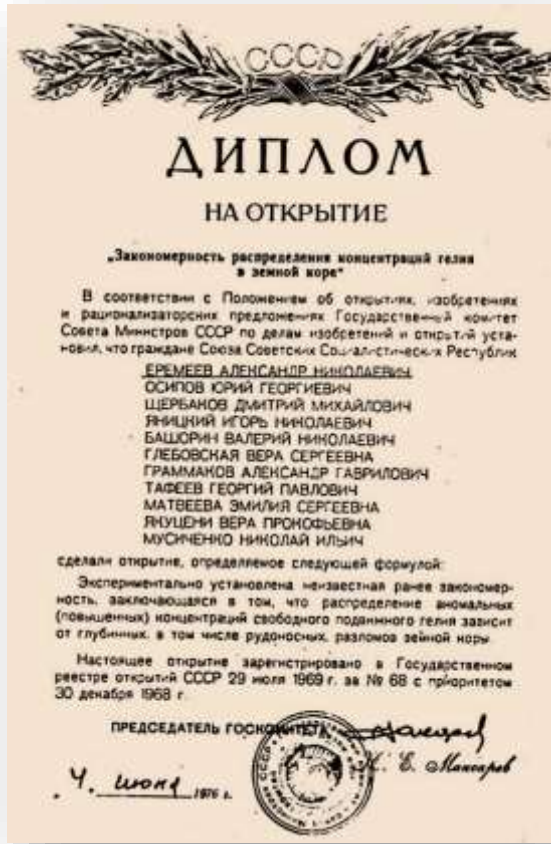 СССР
ДИПЛОМ
НА ОТКРЫТИЕ
„Закономерность распределения концентраций гелия
в земной коре"
В соответствии с Положением об открытиях, изобретениях
и рационализаторских предложениях Государственный комитет
Совета Министров СССР по делам изобретений и открытий уста-
новил, что граждане Союза Советских Социалистических Республик
ЕРЕМЕЕВ АЛЕКСАНДР НИКОЛАЕВИЧ
ОСИПОВ ЮРИЙ ГЕОРГИЕВИЧ
ЩЕРБАКОВ ДМИТРИЙ МИХАЙЛОВИЧ
ЯНИЦКИЙ ИГОРЬ НИКОЛАЕВИЧ
БАШОРИН ВАЛЕРИЙ НИКОЛАЕВИЧ
ГЛЕБОВСКАЯ ВЕРА СЕРГЕЕВНА
ГРАММАКОВ АЛЕКСАНДР ГАВРИЛОВИЧ
ТАФЕЕВ ГЕОРГИЙ ПАВЛОВИЧ
МАТВЕЕВА ЭМИЛИЯ СЕРГЕЕВНА
ЯКУЦЕНИ ВЕРА ПРОКОФЬЕВНА
МУСИЧЕНКО НИКОЛАЙ ИЛЬИЧ
сделали открытие, определяемое следующей формулой:
Экспериментально установлена неизвестная ранее закономер-
ность, заключающаяся в том, что распределение аномальных
(повышенных) концентраций свободного подвижного гелия зависит
от глубинных, в том числе рудоносных, разломов земной коры
Настоящее открытие зарегистрировано в Государственном
реестре открытий СССР 29 июля 1969 г. за № 68 с приоритетом
30 декабря 1968 г.
ПРЕДСЕДАТЕЛЬ ГОСКОМИТЕТА
Ю. Е. Максарев
„4. июня 1976 г.